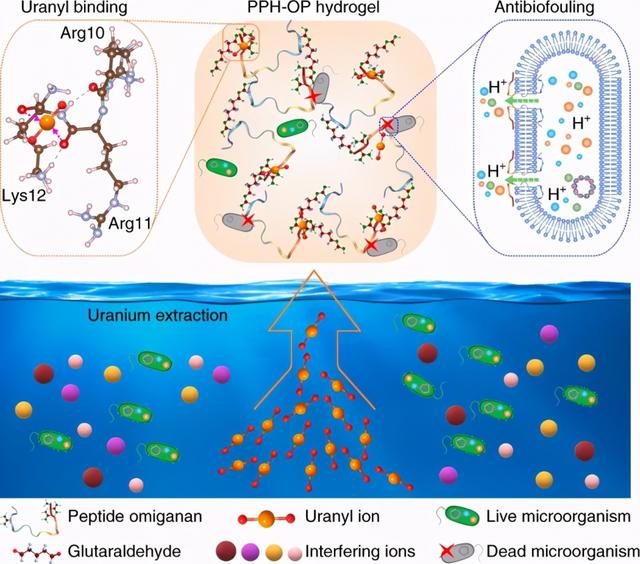 Uranyl binding
PPH-OP hydrogel
Antibiofouling
Arg10
Lys12
Arg11
H⁺
H⁺
H⁺
H⁺
Uranium extraction
Peptide omiganan
Uranyl ion
Live microorganism
Glutaraldehyde
Interfering ions
Dead microorganism